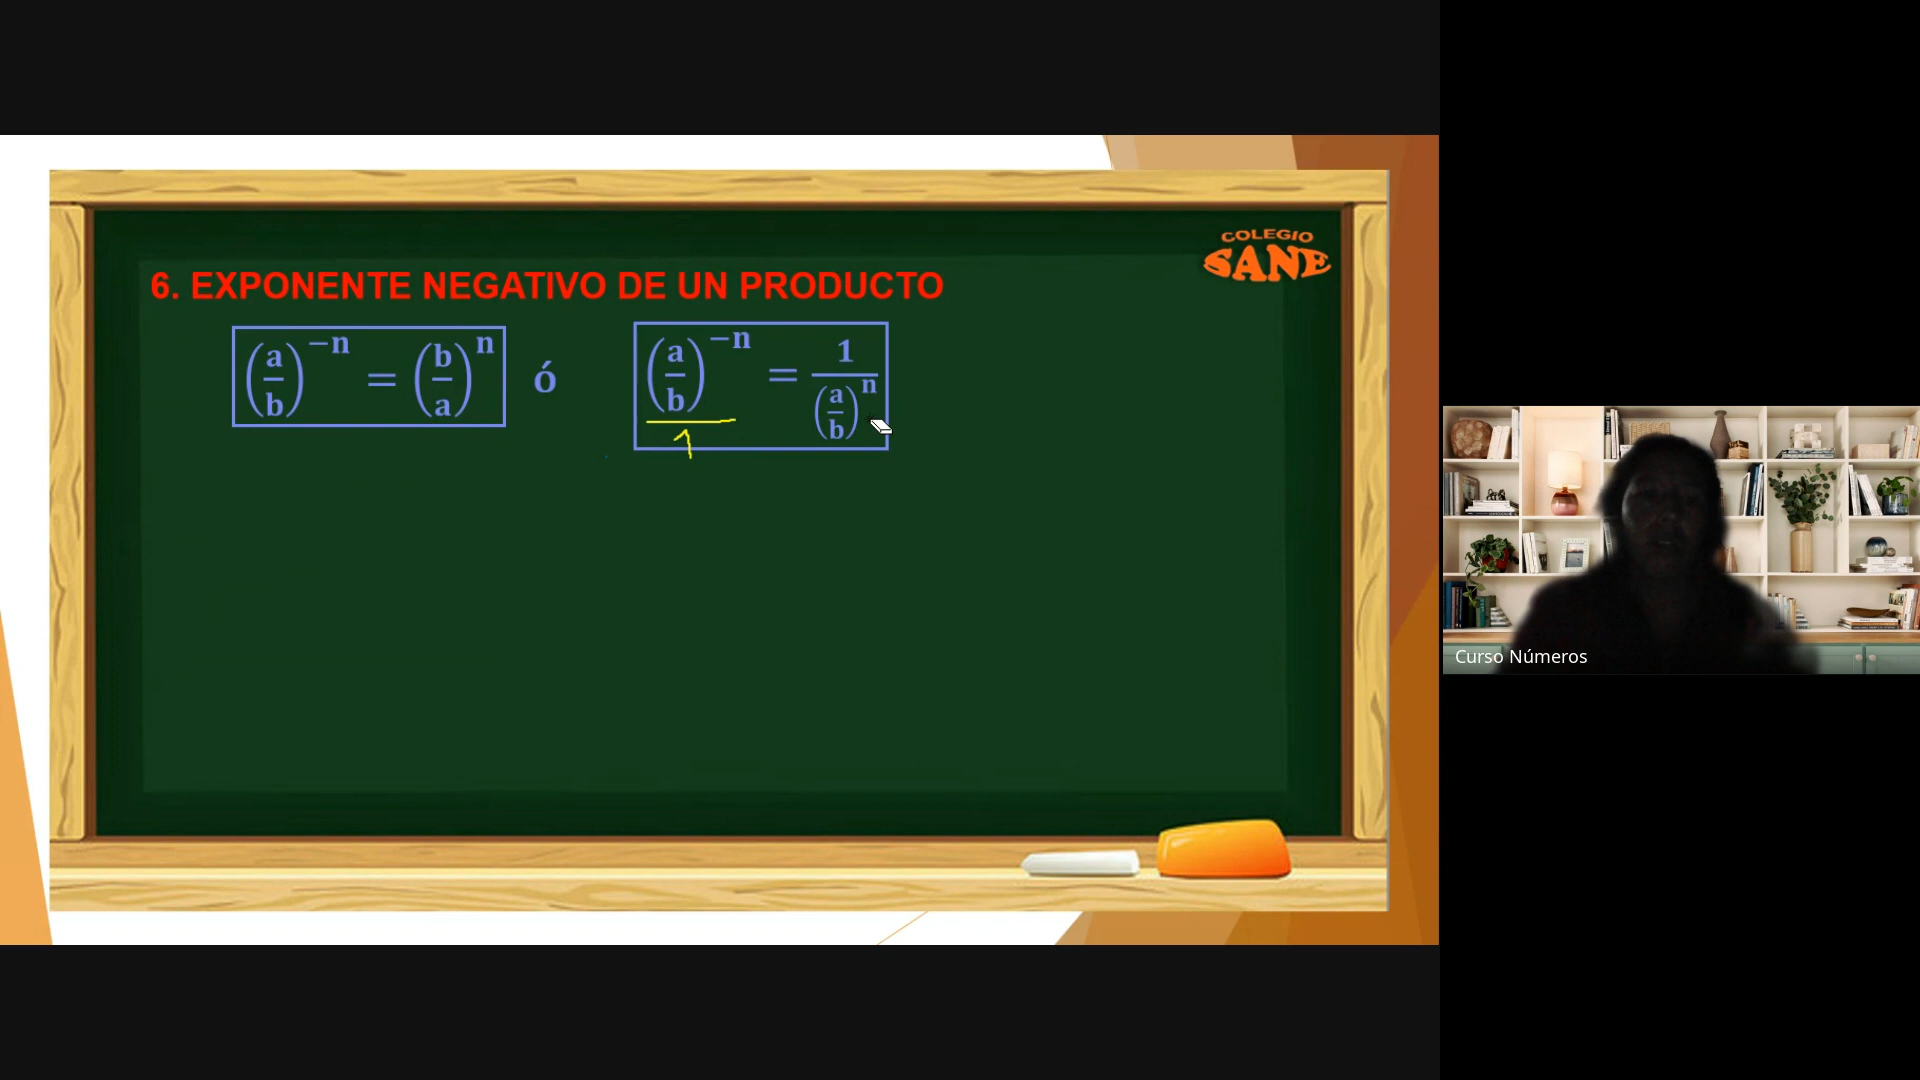 COLEGIO
SANE
6. EXPONENTE NEGATIVO DE UN PRODUCTO
(a/b)^−n = (b/a)^n ó (a/b)^−n = 1/(a/b)^n
1
Curso Números